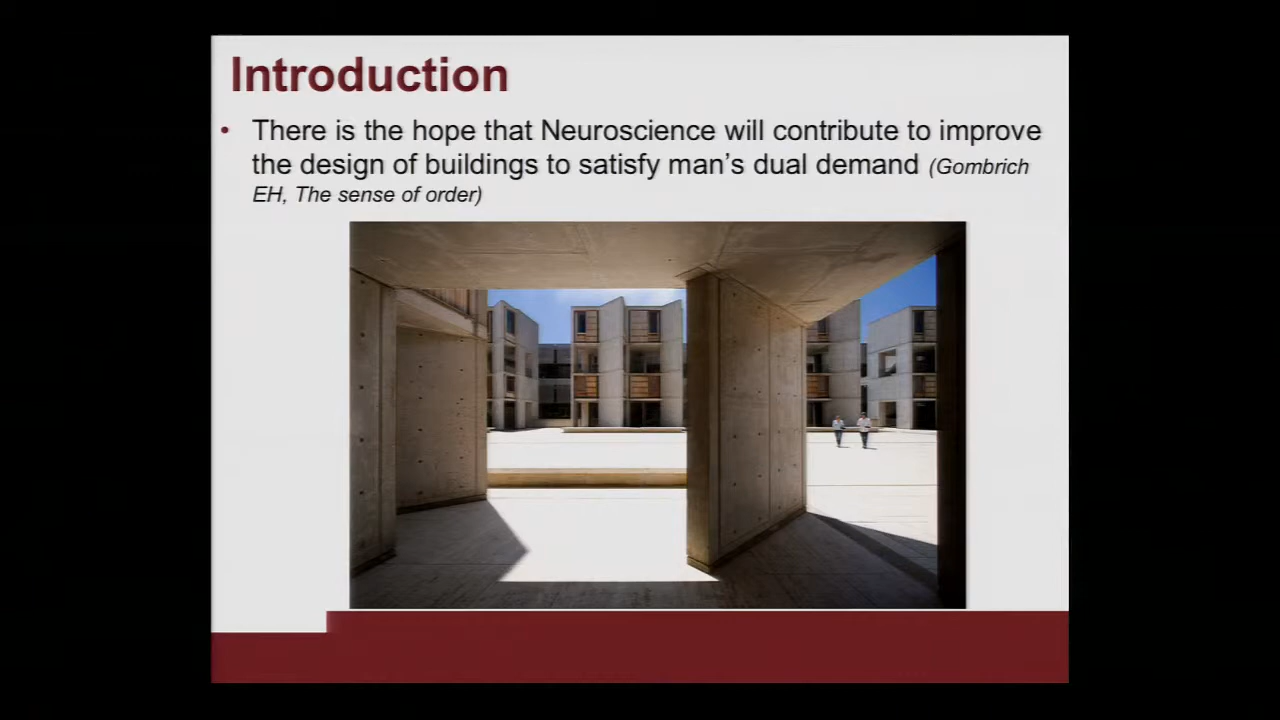 Introduction
• There is the hope that Neuroscience will contribute to improve
the design of buildings to satisfy man’s dual demand (Gombrich
EH, The sense of order)